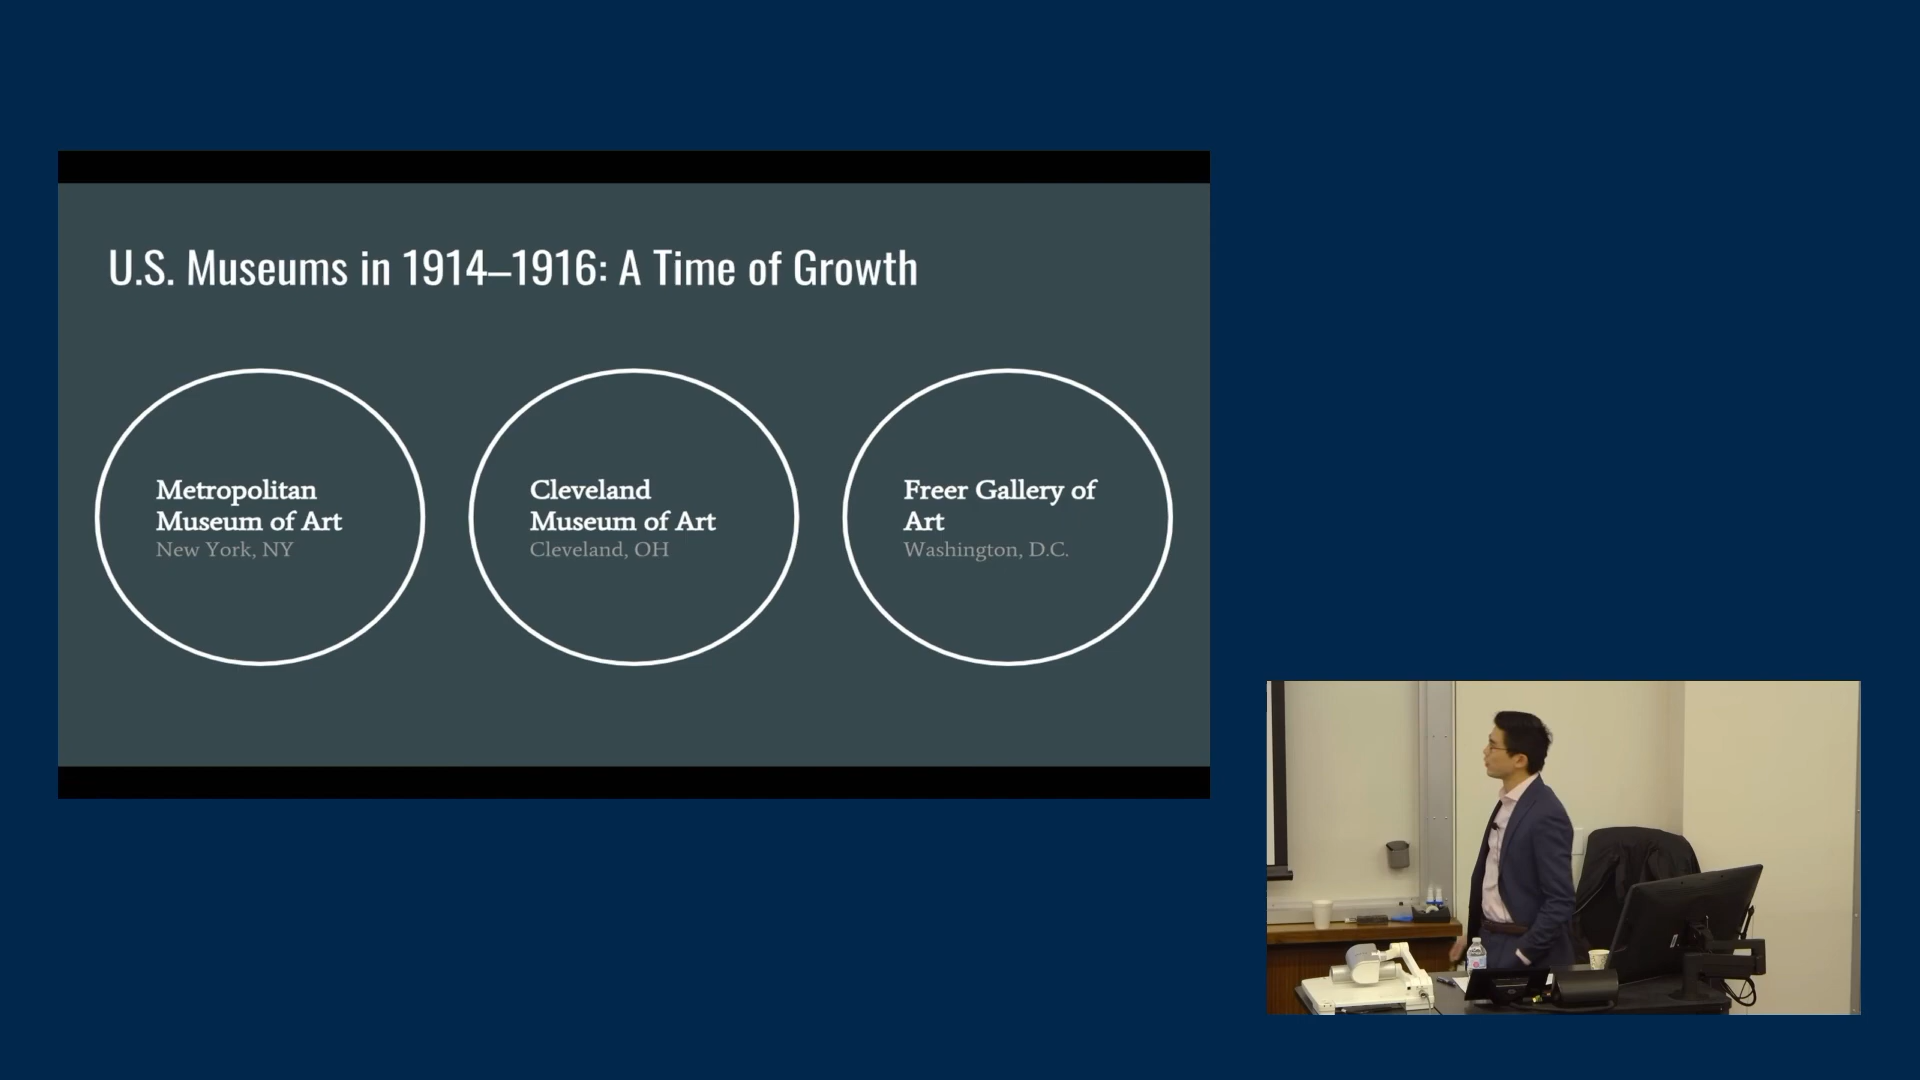 U.S. Museums in 1914–1916: A Time of Growth
Metropolitan
Museum of Art
New York, NY
Cleveland
Museum of Art
Cleveland, OH
Freer Gallery of
Art
Washington, D.C.